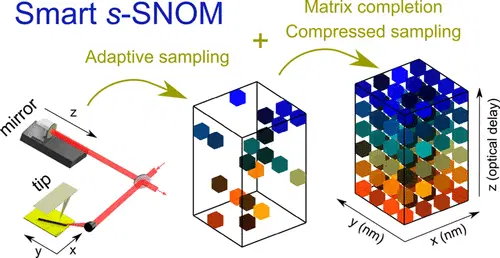 Smart s-SNOM
Adaptive sampling
+
Matrix completion
Compressed sampling
mirror
z
tip
y
x
y (nm)
x (nm)
z (optical delay)